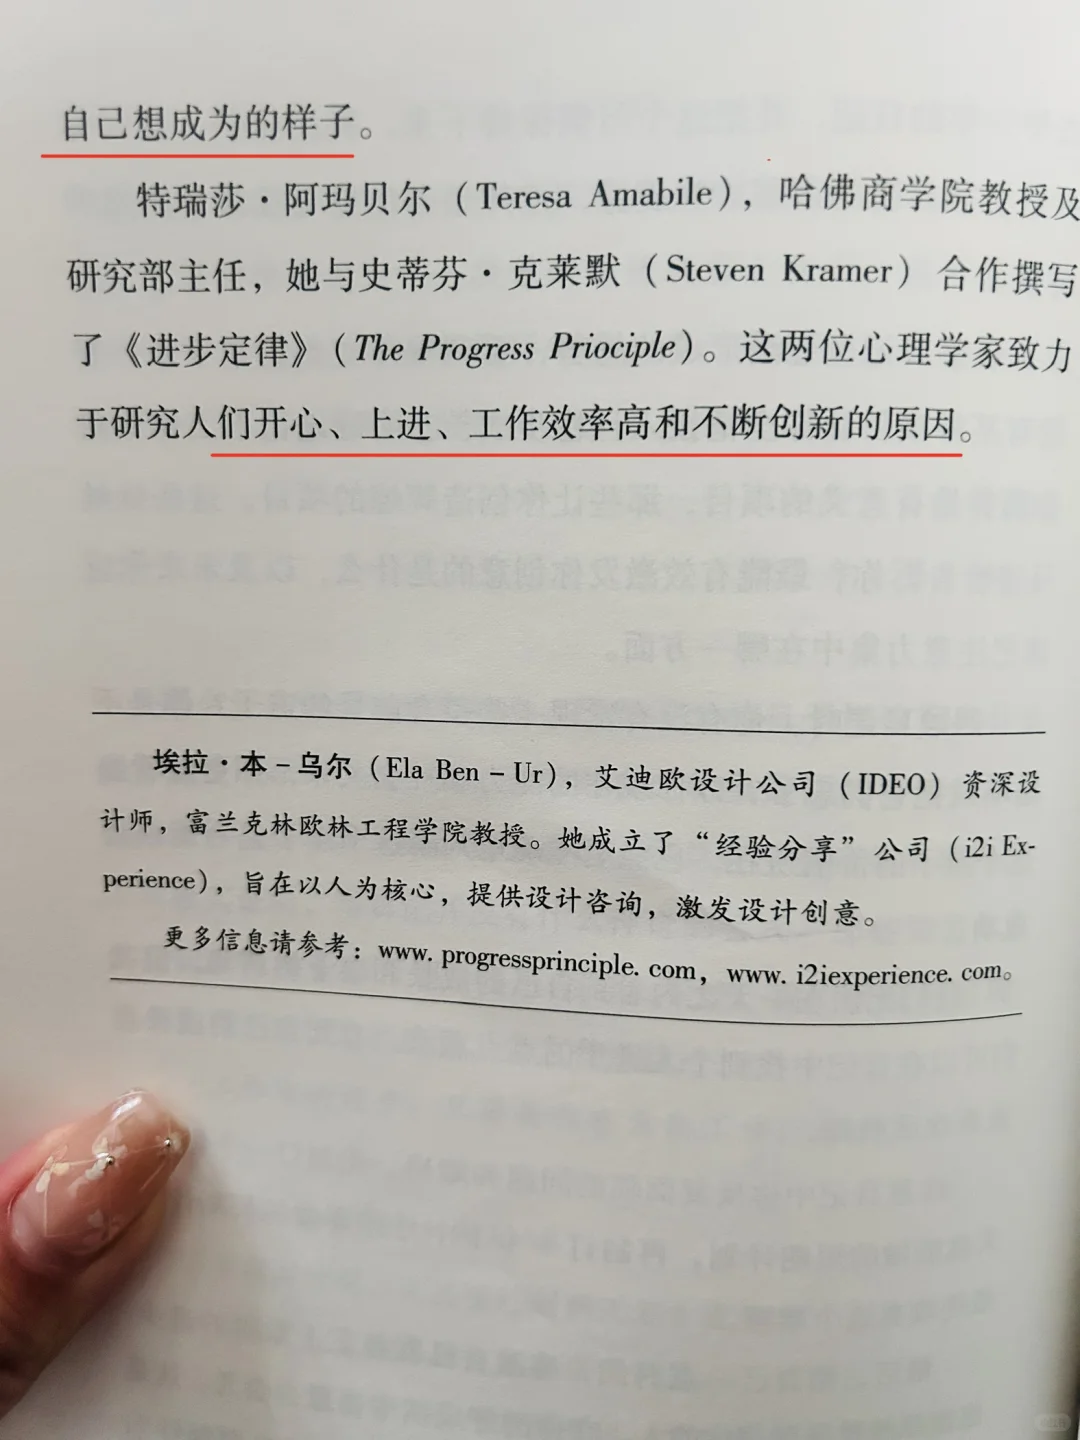 自己想成为的样子。
特瑞莎·阿玛贝尔（Teresa Amabile），哈佛商学院教授及
研究部主任，她与史蒂芬·克莱默（Steven Kramer）合作撰写
了《进步定律》（The Progress Priociple）。这两位心理学家致力
于研究人们开心、上进、工作效率高和不断创新的原因。
埃拉·本－乌尔（Ela Ben－Ur），艾迪欧设计公司（IDEO）资深设
计师，富兰克林欧林工程学院教授。她成立了“经验分享”公司（i2i Ex-
perience），旨在以人为核心，提供设计咨询，激发设计创意。
更多信息请参考：www. progressprinciple. com，www. i2iexperience. com。